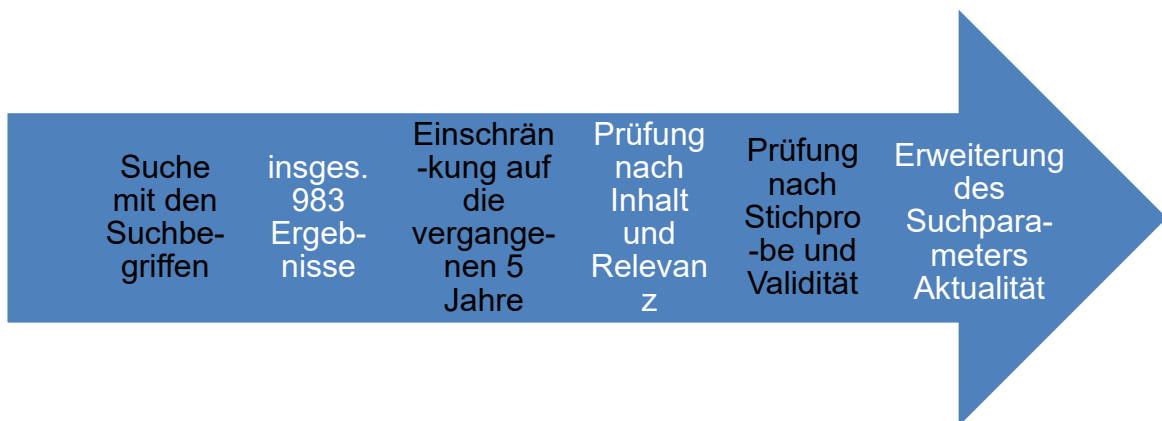 Suche
mit den
Suchbe-
griffen
insges.
983
Ergeb-
nisse
Einschrän
-kung auf
die
vergange-
nen 5
Jahre
Prüfung
nach
Inhalt
und
Relevan
z
Prüfung
nach
Stichpro
-be und
Validität
Erweiterung
des
Suchpara-
meters
Aktualität